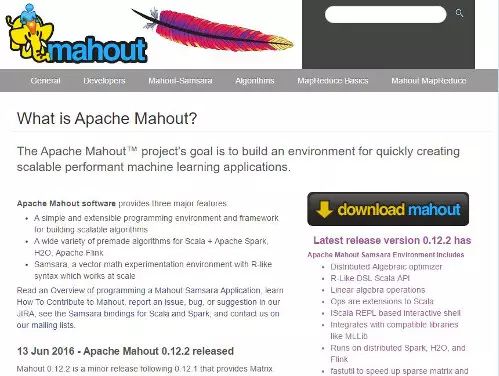 mahout
General Developers Mahout-Samsara Algorithms MapReduce Basics Mahout MapReduce
What is Apache Mahout?
The Apache Mahout™ project's goal is to build an environment for quickly creating
scalable performant machine learning applications.
Apache Mahout software provides three major features:
A simple and extensible programming environment and framework
for building scalable algorithms
A wide variety of premade algorithms for Scala + Apache Spark,
H2O, Apache Flink
Samsara, a vector math experimentation environment with R-like
syntax which works at scale
Read an Overview of programming a Mahout Samsara Application, learn
How To Contribute to Mahout, report an issue, bug, or suggestion in our
JIRA, see the Samsara bindings for Scala and Spark, and contact us on
our mailing lists.
13 Jun 2016 - Apache Mahout 0.12.2 released
Mahout 0.12.2 is a minor release following 0.12.1 that provides Matrix
download mahout
Latest release version 0.12.2 has
Apache Mahout Samsara Environment includes
Distributed Algebraic optimizer
R-Like DSL Scala API
Linear algebra operations
Ops are extensions to Scala
IScala REPL based interactive shell
Integrates with compatible libraries
like MLLib
Runs on distributed Spark, H2O, and
Flink
fastutil to speed up sparse matrix and